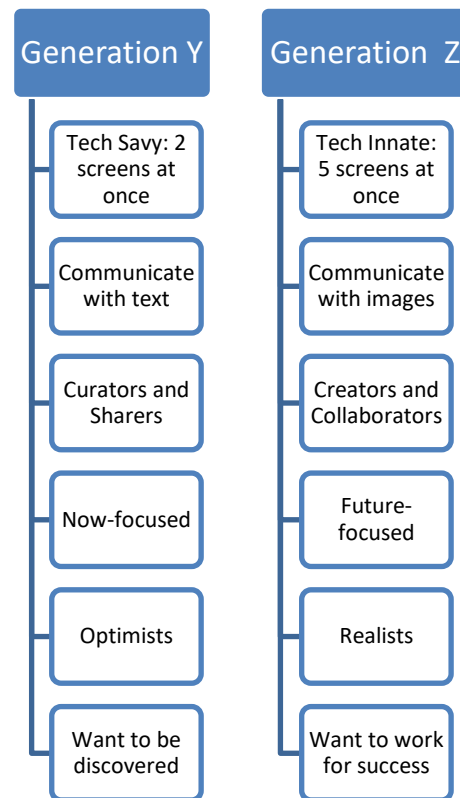 Generation Y
Tech Savy: 2
screens at
once
Communicate
with text
Curators and
Sharers
Now-focused
Optimists
Want to be
discovered
Generation Z
Tech Innate:
5 screens at
once
Communicate
with images
Creators and
Collaborators
Future-
focused
Realists
Want to work
for success